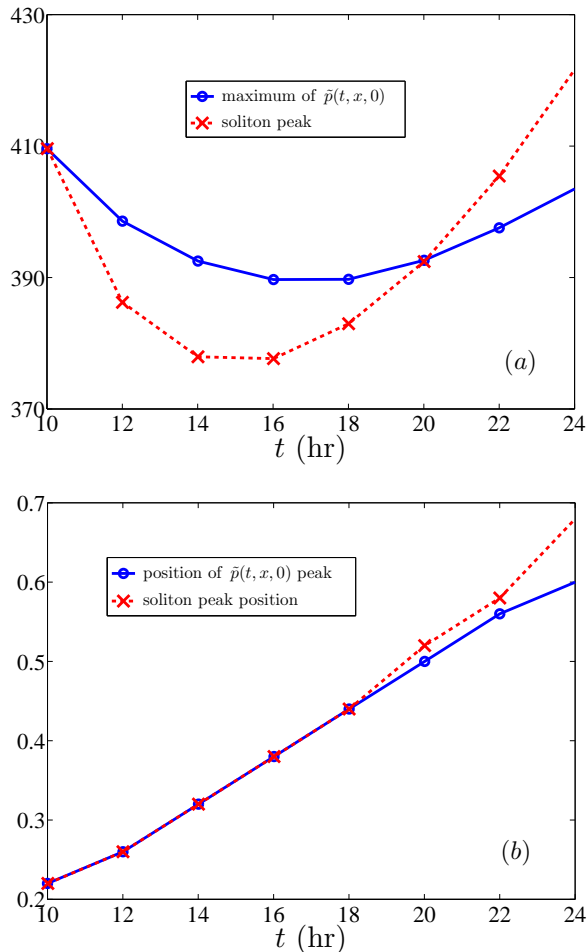 430
410
390
370
maximum of p̃(t, x, 0)
soliton peak
(a)
10 12 14 16 18 20 22 24
t (hr)
0.7
0.6
0.5
0.4
0.3
0.2
position of p̃(t, x, 0) peak
soliton peak position
(b)
10 12 14 16 18 20 22 24
t (hr)